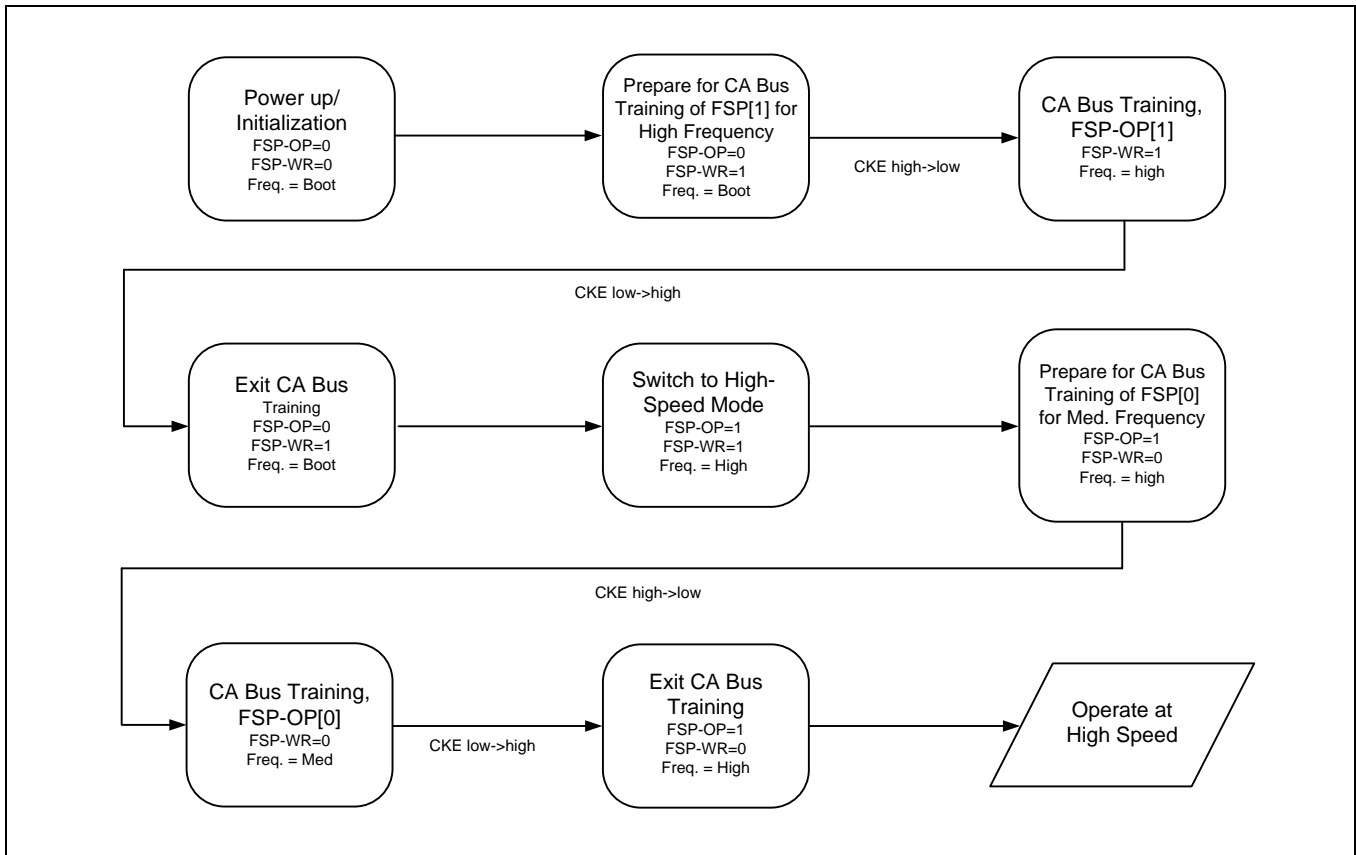 Power up/
Initialization
FSP-OP=0
FSP-WR=0
Freq. = Boot
Prepare for CA Bus
Training of FSP[1] for
High Frequency
FSP-OP=0
FSP-WR=1
Freq. = Boot
CKE high->low
CA Bus Training,
FSP-OP[1]
FSP-WR=1
Freq. = high
CKE low->high
Exit CA Bus
Training
FSP-OP=0
FSP-WR=1
Freq. = Boot
Switch to High-
Speed Mode
FSP-OP=1
FSP-WR=1
Freq. = High
Prepare for CA Bus
Training of FSP[0]
for Med. Frequency
FSP-OP=1
FSP-WR=0
Freq. = high
CKE high->low
CA Bus Training,
FSP-OP[0]
FSP-WR=0
Freq. = Med
CKE low->high
Exit CA Bus
Training
FSP-OP=1
FSP-WR=0
Freq. = High
Operate at
High Speed